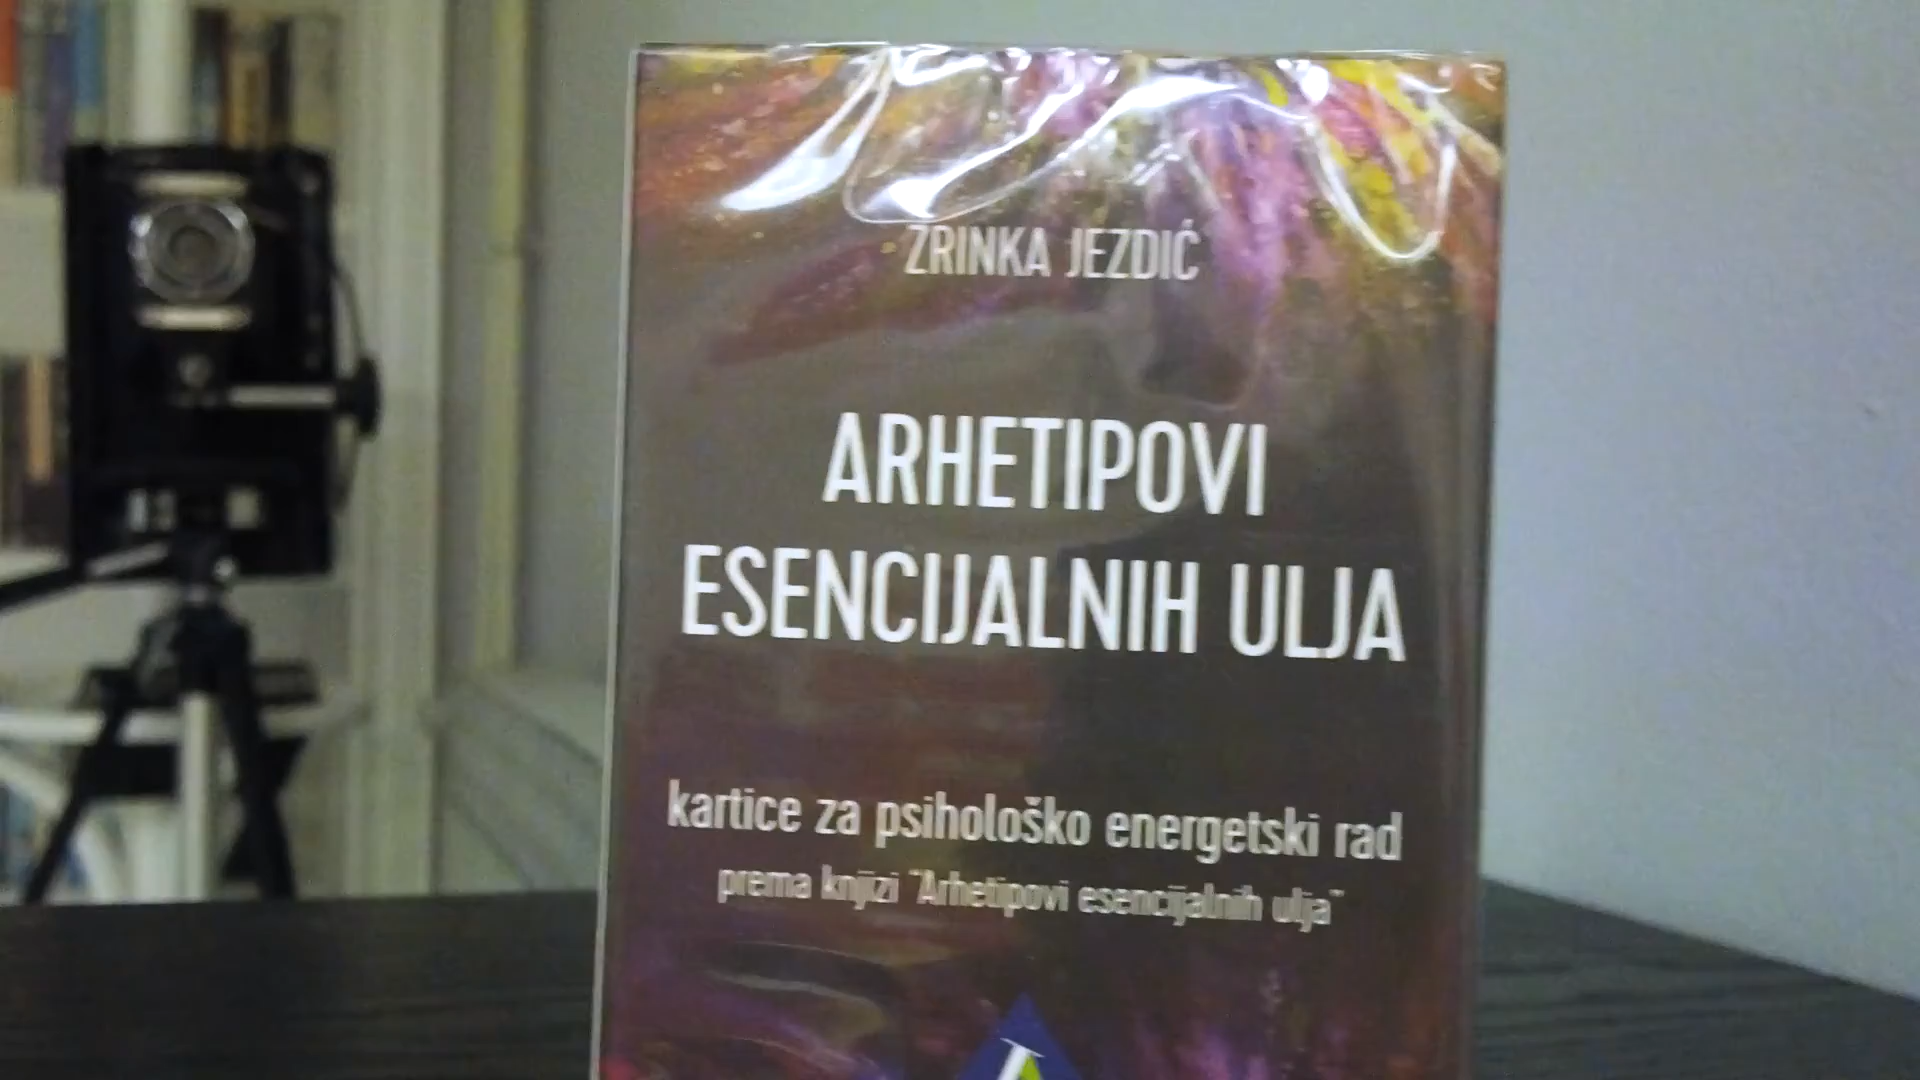 ZRINKA JEZDIĆ
ARHETIPOVI
ESENCIJALNIH ULJA
kartice za psihološko energetski rad
prema knjizi "Arhetipovi esencijalnih ulja"